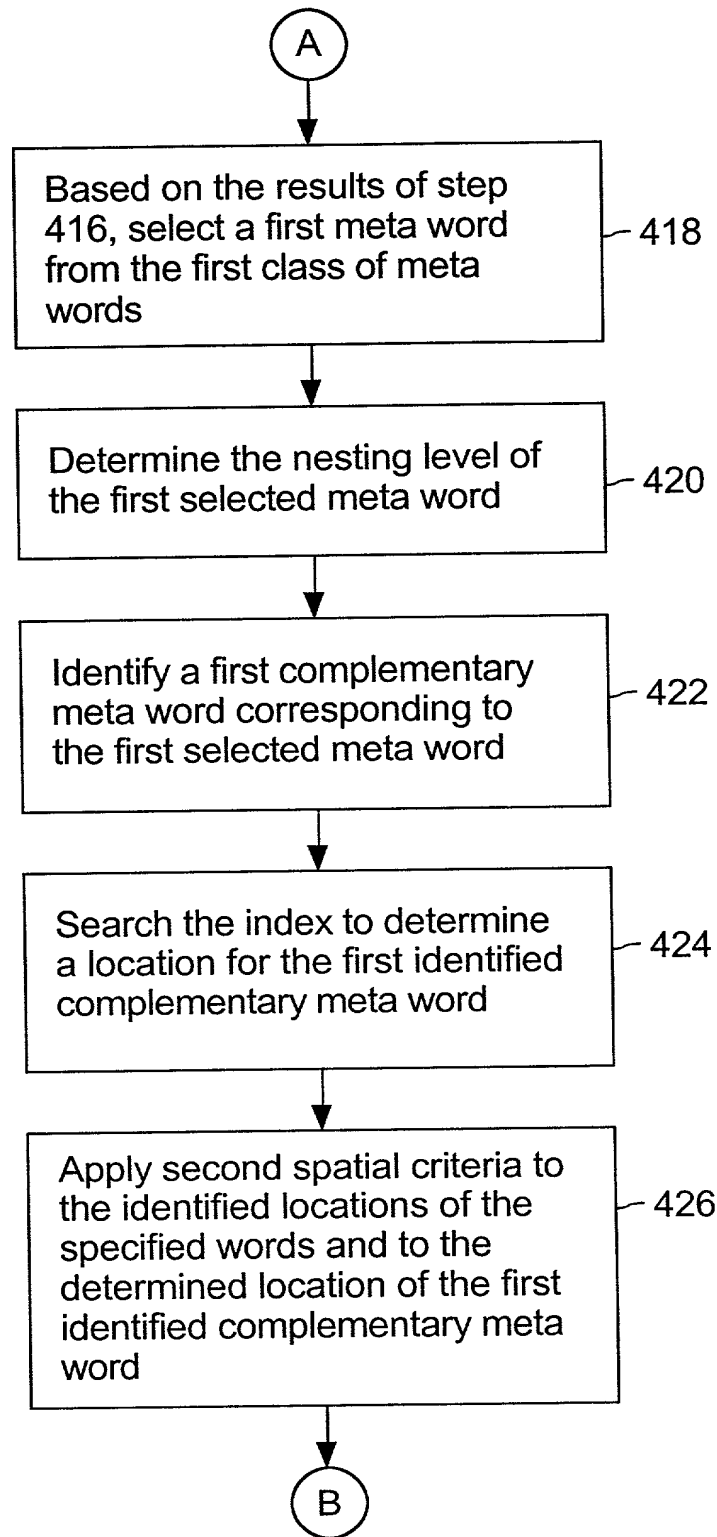 A
Based on the results of step
416, select a first meta word
from the first class of meta
words
418
Determine the nesting level of
the first selected meta word
420
Identify a first complementary
meta word corresponding to
the first selected meta word
422
Search the index to determine
a location for the first identified
complementary meta word
424
Apply second spatial criteria to
the identified locations of the
specified words and to the
determined location of the first
identified complementary meta
word
426
B